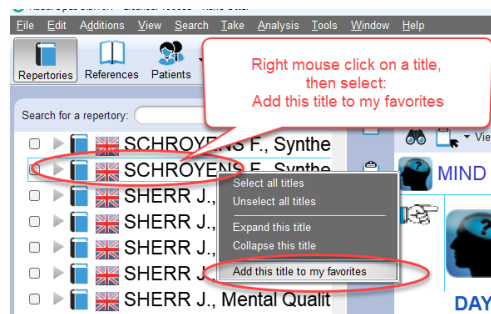 File Edit Additions View Search Take Analysis Tools Window Help
Repertories References Patients
Right mouse click on a title,
then select:
Add this title to my favorites
Search for a repertory:
View
SCHROYENS F., Synthe
SCHROYENS F., Synthe
MIND
Select all titles
Unselect all titles
SHERR J.,
Expand this title
SHERR J.,
Collapse this title
SHERR J.,
Add this title to my favorites
SHERR J., Mental Qualit
DAY